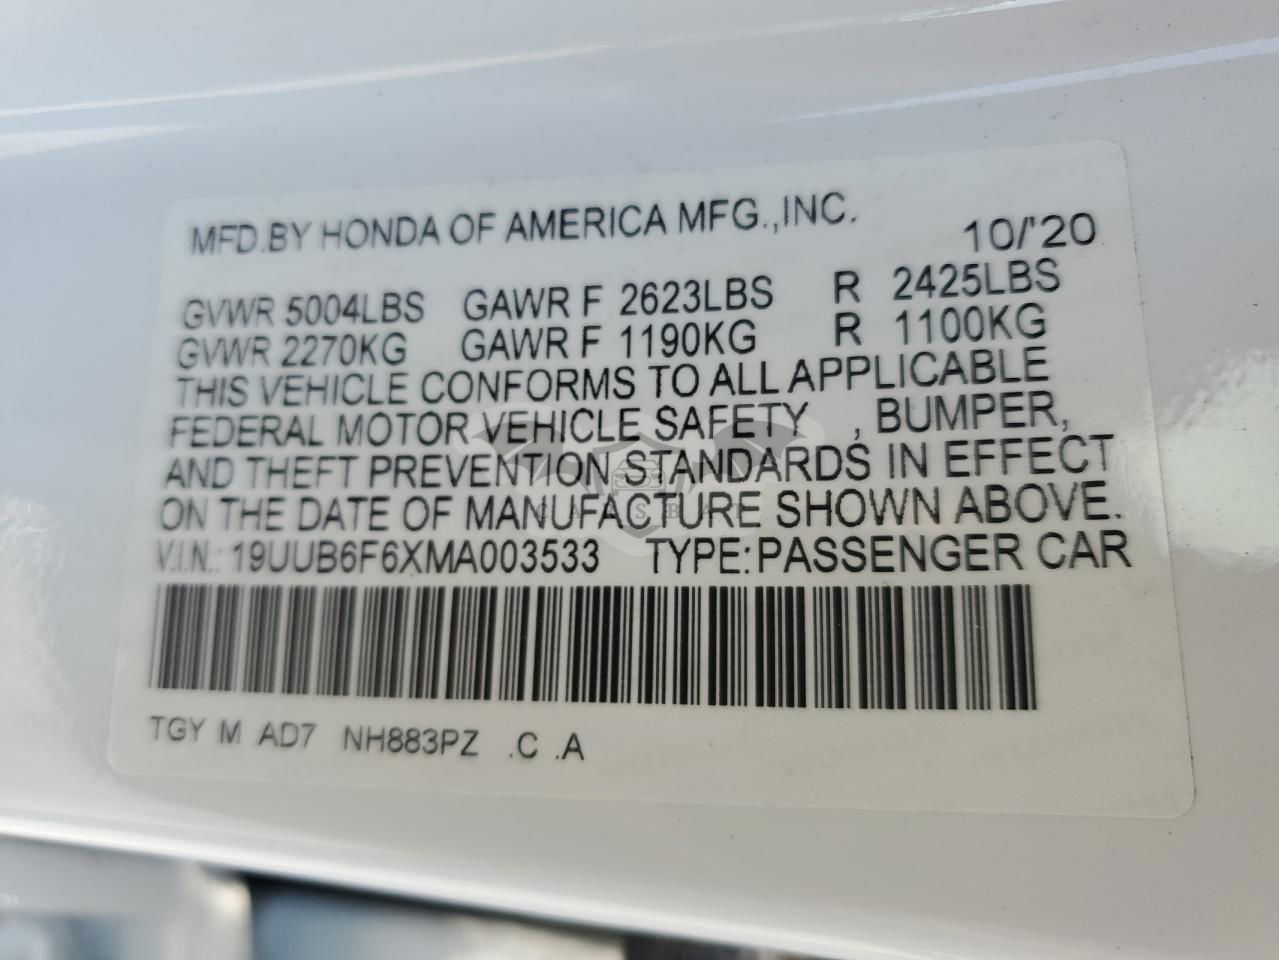 MFD.BY HONDA OF AMERICA MFG.,INC. 10/'20
GVWR 5004LBS GAWR F 2623LBS R 2425LBS
GVWR 2270KG GAWR F 1190KG R 1100KG
THIS VEHICLE CONFORMS TO ALL APPLICABLE
FEDERAL MOTOR VEHICLE SAFETY , BUMPER,
AND THEFT PREVENTION STANDARDS IN EFFECT
ON THE DATE OF MANUFACTURE SHOWN ABOVE.
V.I.N.: 19UUB6F6XMA003533 TYPE:PASSENGER CAR
TGY M AD7 NH883PZ .C .A